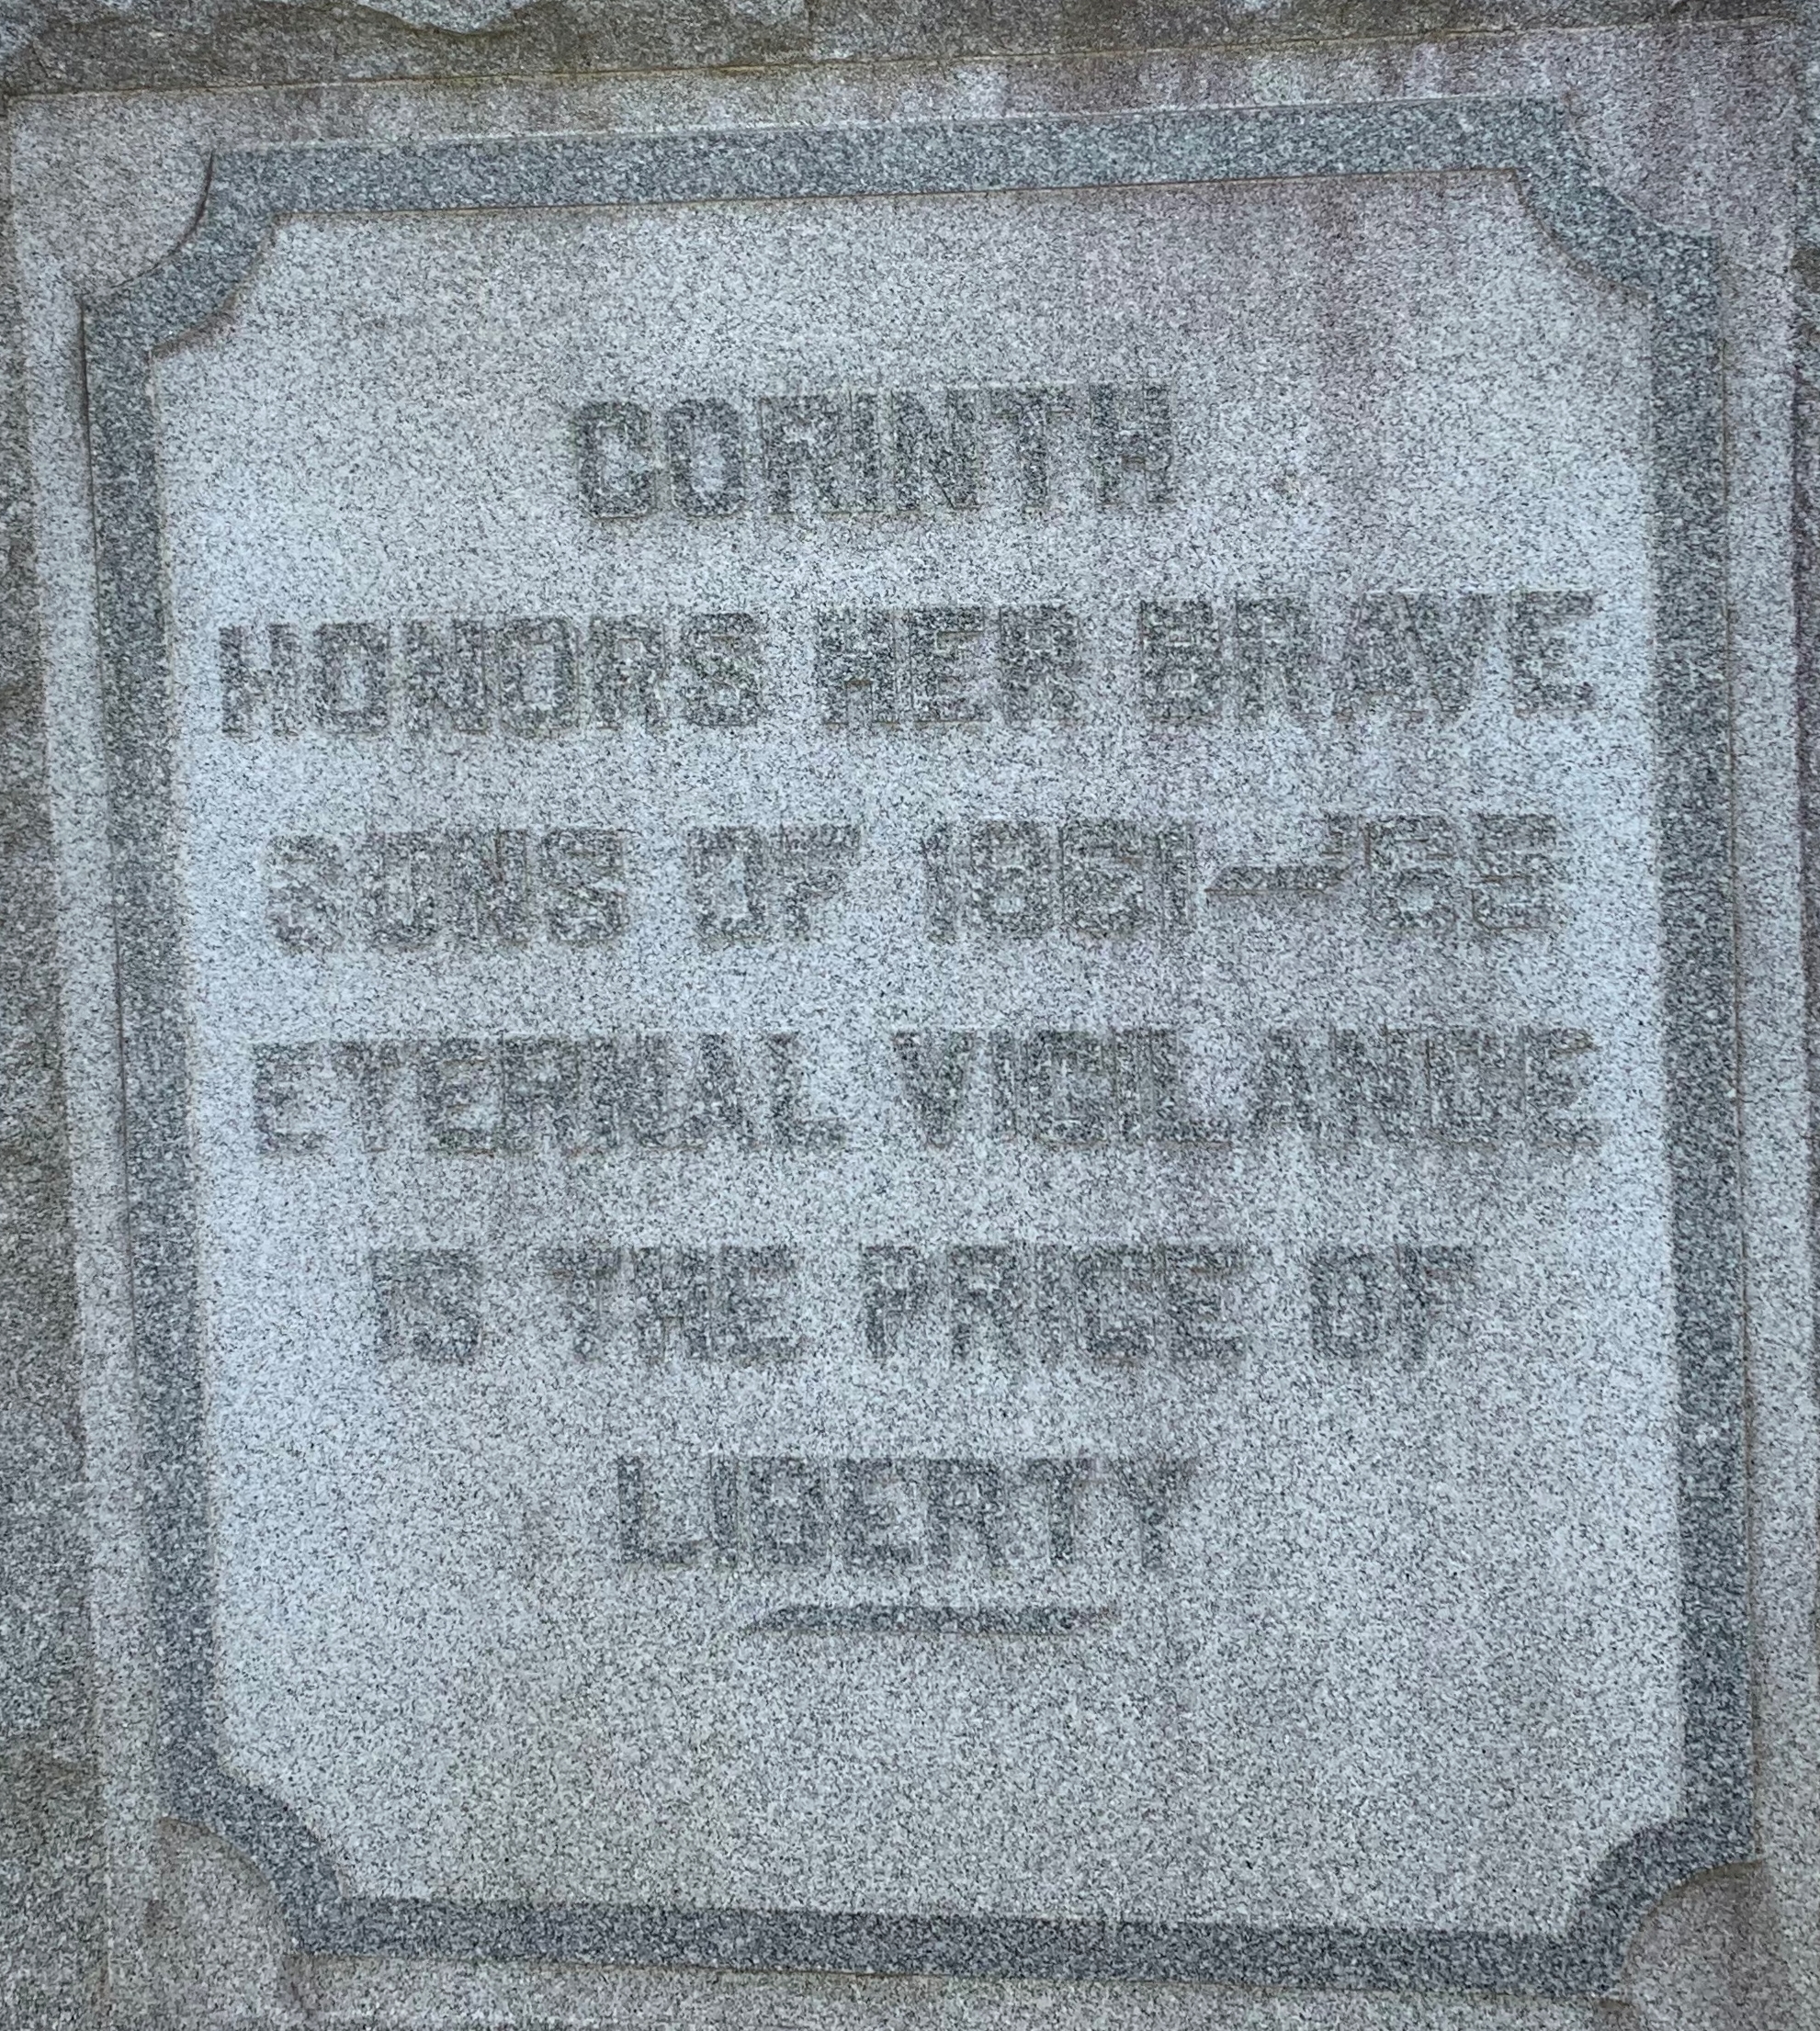 CORINTH
HONORS HER BRAVE
SONS OF 1861—'65
ETERNAL VIGILANCE
IS THE PRICE OF
LIBERTY